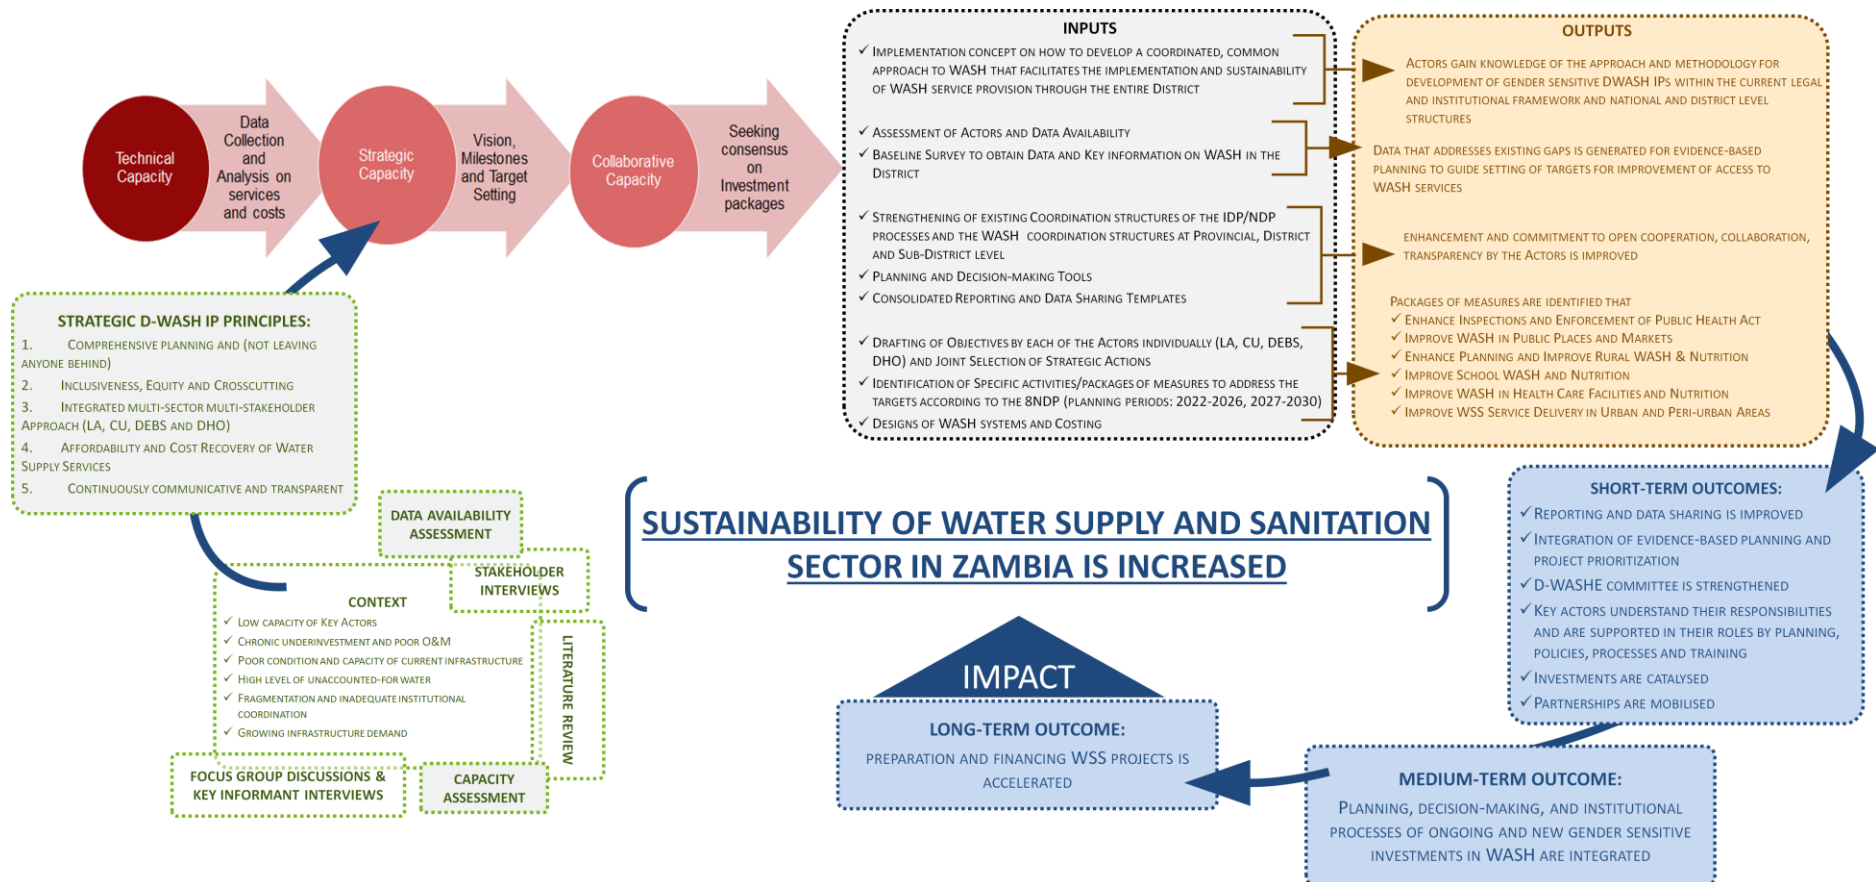 Technical
Capacity
Data
Collection
and
Analysis on
services
and costs
Strategic
Capacity
Vision,
Milestones
and Target
Setting
Collaborative
Capacity
Seeking
consensus
on
Investment
packages
INPUTS
✓ IMPLEMENTATION CONCEPT ON HOW TO DEVELOP A COORDINATED, COMMON
APPROACH TO WASH THAT FACILITATES THE IMPLEMENTATION AND SUSTAINABILITY
OF WASH SERVICE PROVISION THROUGH THE ENTIRE DISTRICT
✓ ASSESSMENT OF ACTORS AND DATA AVAILABILITY
✓ BASELINE SURVEY TO OBTAIN DATA AND KEY INFORMATION ON WASH IN THE
DISTRICT
✓ STRENGTHENING OF EXISTING COORDINATION STRUCTURES OF THE IDP/NDP
PROCESSES AND THE WASH COORDINATION STRUCTURES AT PROVINCIAL, DISTRICT
AND SUB-DISTRICT LEVEL
✓ PLANNING AND DECISION-MAKING TOOLS
✓ CONSOLIDATED REPORTING AND DATA SHARING TEMPLATES
✓ DRAFTING OF OBJECTIVES BY EACH OF THE ACTORS INDIVIDUALLY (LA, CU, DEBS,
DHO) AND JOINT SELECTION OF STRATEGIC ACTIONS
✓ IDENTIFICATION OF SPECIFIC ACTIVITIES/PACKAGES OF MEASURES TO ADDRESS THE
TARGETS ACCORDING TO THE 8NDP (PLANNING PERIODS: 2022-2026, 2027-2030)
✓ DESIGNS OF WASH SYSTEMS AND COSTING
OUTPUTS
ACTORS GAIN KNOWLEDGE OF THE APPROACH AND METHODOLOGY FOR
DEVELOPMENT OF GENDER SENSITIVE DWASH IPS WITHIN THE CURRENT LEGAL
AND INSTITUTIONAL FRAMEWORK AND NATIONAL AND DISTRICT LEVEL
STRUCTURES
DATA THAT ADDRESSES EXISTING GAPS IS GENERATED FOR EVIDENCE-BASED
PLANNING TO GUIDE SETTING OF TARGETS FOR IMPROVEMENT OF ACCESS TO
WASH SERVICES
ENHANCEMENT AND COMMITMENT TO OPEN COOPERATION, COLLABORATION,
TRANSPARENCY BY THE ACTORS IS IMPROVED
PACKAGES OF MEASURES ARE IDENTIFIED THAT
✓ ENHANCE INSPECTIONS AND ENFORCEMENT OF PUBLIC HEALTH ACT
✓ IMPROVE WASH IN PUBLIC PLACES AND MARKETS
✓ ENHANCE PLANNING AND IMPROVE RURAL WASH & NUTRITION
✓ IMPROVE SCHOOL WASH AND NUTRITION
✓ IMPROVE WASH IN HEALTH CARE FACILITIES AND NUTRITION
✓ IMPROVE WSS SERVICE DELIVERY IN URBAN AND PERI-URBAN AREAS
STRATEGIC D-WASH IP PRINCIPLES:
1. COMPREHENSIVE PLANNING AND (NOT LEAVING
ANYONE BEHIND)
2. INCLUSIVENESS, EQUITY AND CROSSCUTTING
3. INTEGRATED MULTI-SECTOR MULTI-STAKEHOLDER
APPROACH (LA, CU, DEBS AND DHO)
4. AFFORDABILITY AND COST RECOVERY OF WATER
SUPPLY SERVICES
5. CONTINUOUSLY COMMUNICATIVE AND TRANSPARENT
DATA AVAILABILITY
ASSESSMENT
STAKEHOLDER
INTERVIEWS
CONTEXT
✓ LOW CAPACITY OF KEY ACTORS
✓ CHRONIC UNDERINVESTMENT AND POOR O&M
✓ POOR CONDITION AND CAPACITY OF CURRENT INFRASTRUCTURE
✓ HIGH LEVEL OF UNACCOUNTED-FOR WATER
✓ FRAGMENTATION AND INADEQUATE INSTITUTIONAL
COORDINATION
✓ GROWING INFRASTRUCTURE DEMAND
LITERATURE REVIEW
FOCUS GROUP DISCUSSIONS &
KEY INFORMANT INTERVIEWS
CAPACITY
ASSESSMENT
SUSTAINABILITY OF WATER SUPPLY AND SANITATION
SECTOR IN ZAMBIA IS INCREASED
SHORT-TERM OUTCOMES:
✓ REPORTING AND DATA SHARING IS IMPROVED
✓ INTEGRATION OF EVIDENCE-BASED PLANNING AND
PROJECT PRIORITIZATION
✓ D-WASHE COMMITTEE IS STRENGTHENED
✓ KEY ACTORS UNDERSTAND THEIR RESPONSIBILITIES
AND ARE SUPPORTED IN THEIR ROLES BY PLANNING,
POLICIES, PROCESSES AND TRAINING
✓ INVESTMENTS ARE CATALYSED
✓ PARTNERSHIPS ARE MOBILISED
MEDIUM-TERM OUTCOME:
PLANNING, DECISION-MAKING, AND INSTITUTIONAL
PROCESSES OF ONGOING AND NEW GENDER SENSITIVE
INVESTMENTS IN WASH ARE INTEGRATED
IMPACT
LONG-TERM OUTCOME:
PREPARATION AND FINANCING WSS PROJECTS IS
ACCELERATED